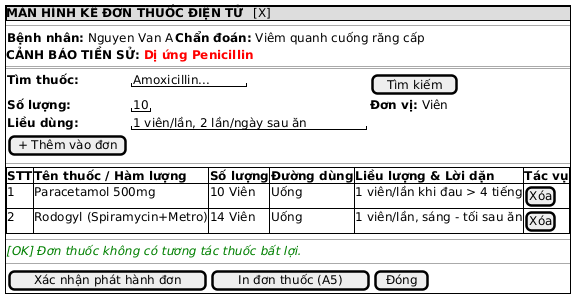 MÀN HÌNH KÊ ĐƠN THUỐC ĐIỆN TỬ [X]
Bệnh nhân: Nguyen Van A Chẩn đoán: Viêm quanh cuống răng cấp
CẢNH BÁO TIỀN SỬ: Dị ứng Penicillin
Tìm thuốc: Amoxicillin... Tìm kiếm
Số lượng: 10 Đơn vị: Viên
Liều dùng: 1 viên/lần, 2 lần/ngày sau ăn
+ Thêm vào đơn
STT Tên thuốc / Hàm lượng Số lượng Đường dùng Liều lượng & Lời dặn Tác vụ
1 Paracetamol 500mg 10 Viên Uống 1 viên/lần khi đau > 4 tiếng Xóa
2 Rodogyl (Spiramycin+Metro) 14 Viên Uống 1 viên/lần, sáng - tối sau ăn Xóa
[OK] Đơn thuốc không có tương tác thuốc bất lợi.
Xác nhận phát hành đơn In đơn thuốc (A5) Đóng